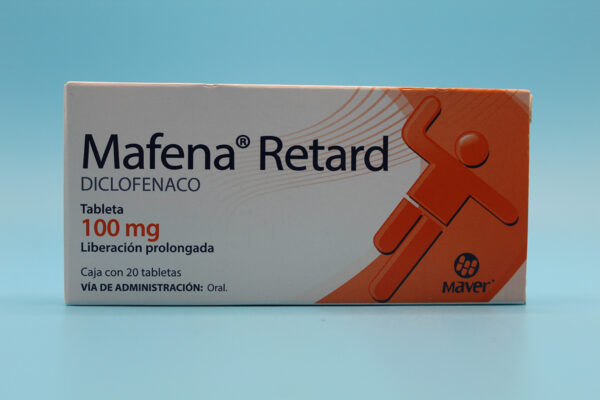 Mafena® Retard
DICLOFENACO
Tableta
100 mg
Liberación prolongada
Caja con 20 tabletas
VÍA DE ADMINISTRACIÓN: Oral.
Maver®